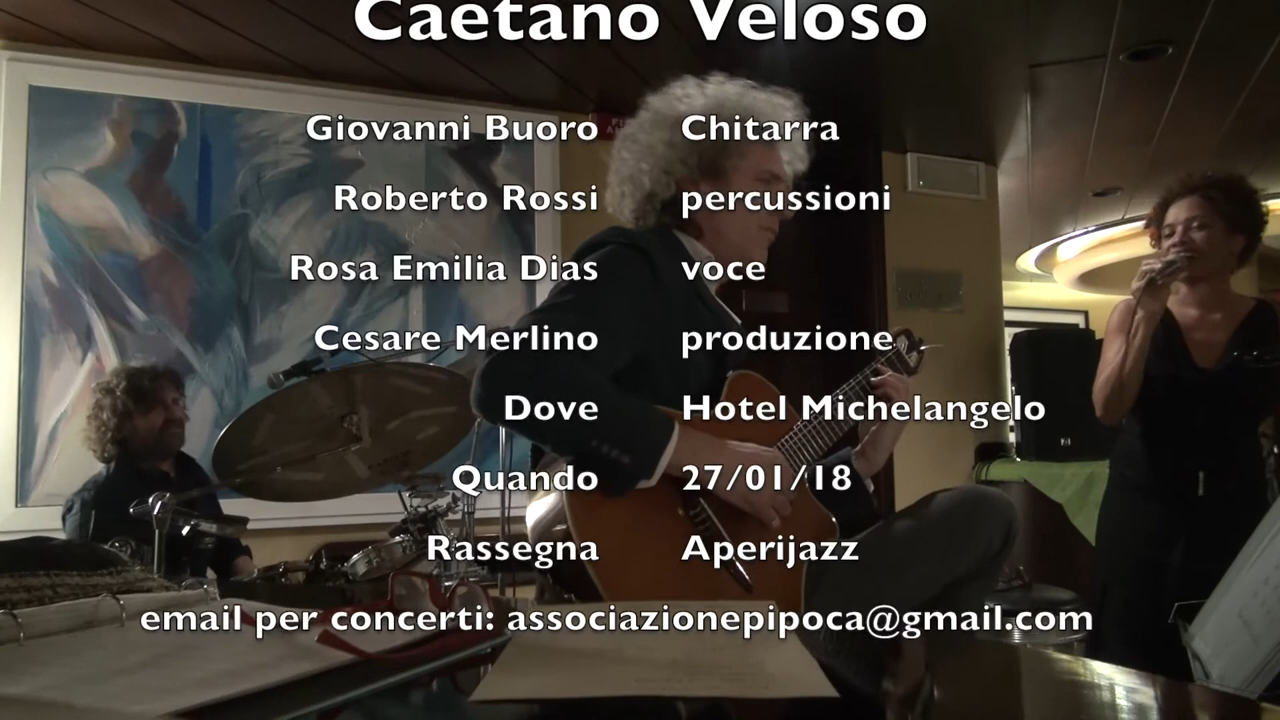 Caetano Veloso
Giovanni Buoro Chitarra
Roberto Rossi percussioni
Rosa Emilia Dias voce
Cesare Merlino produzione
Dove Hotel Michelangelo
Quando 27/01/18
Rassegna Aperijazz
email per concerti: associazionepipoca@gmail.com